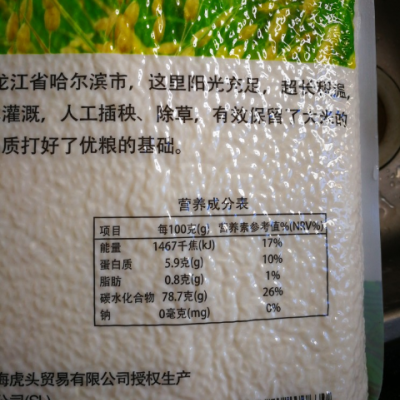 龙江省哈尔滨市，这里阳光充足，超长积温，
灌溉，人工插秧、除草，有效保留了大米的
质打好了优粮的基础。
营养成分表
项目 每100克(g) 营养素参考值%(NRV%)
能量 1467千焦(kJ) 17%
蛋白质 5.9克(g) 10%
脂肪 0.8克(g) 1%
碳水化合物 78.7克(g) 26%
钠 0毫克(mg) 0%
海虎头贸易有限公司授权生产